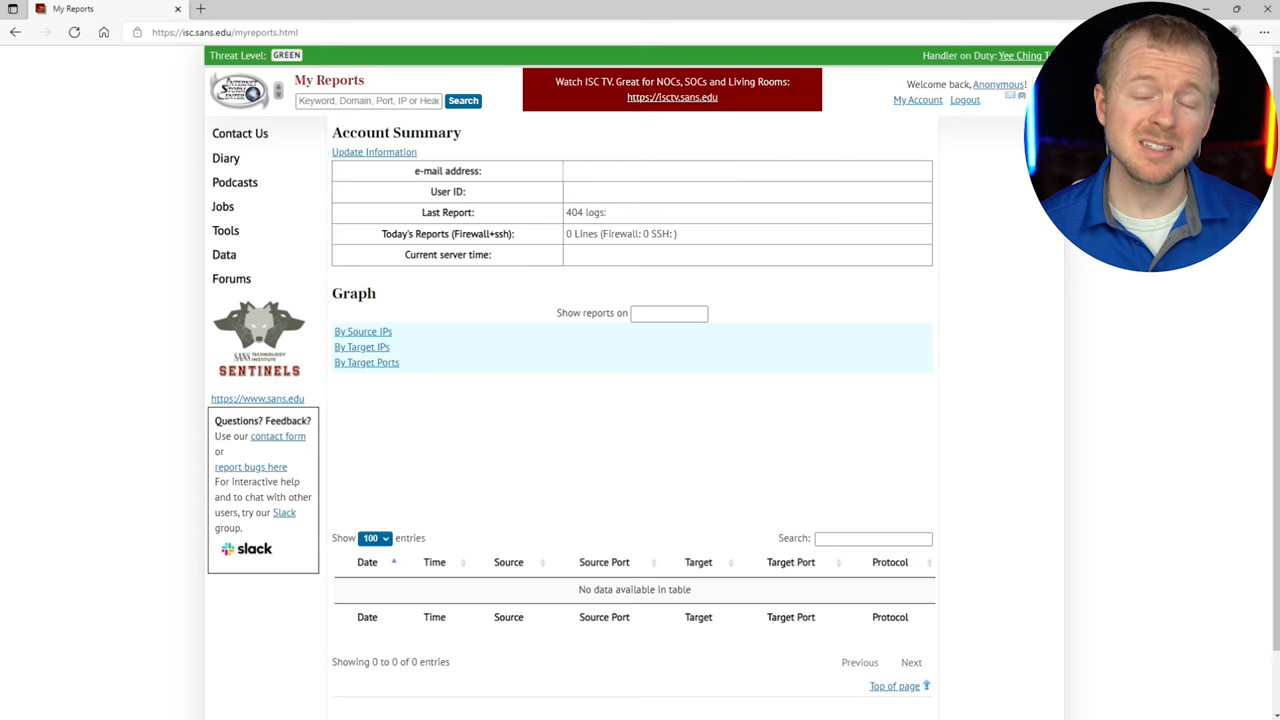 My Reports
https://isc.sans.edu/myreports.html
Threat Level: GREEN
Handler on Duty: Yee Ching
INTERNET STORM CENTER
My Reports
Keyword, Domain, Port, IP or Head
Search
Watch ISC TV. Great for NOCs, SOCs and Living Rooms:
https://isctv.sans.edu
Welcome back, Anonymous!
(0)
My Account Logout
Contact Us
Diary
Podcasts
Jobs
Tools
Data
Forums
SANS TECHNOLOGY INSTITUTE
SENTINELS
https://www.sans.edu
Questions? Feedback?
Use our contact form
or
report bugs here
For interactive help
and to chat with other
users, try our Slack
group.
slack
Account Summary
Update Information
e-mail address:
User ID:
Last Report: 404 logs:
Today's Reports (Firewall+ssh): 0 Lines (Firewall: 0 SSH: )
Current server time:
Graph
Show reports on
By Source IPs
By Target IPs
By Target Ports
Show 100 entries
Search:
Date Time Source Source Port Target Target Port Protocol
No data available in table
Date Time Source Source Port Target Target Port Protocol
Showing 0 to 0 of 0 entries
Previous Next
Top of page